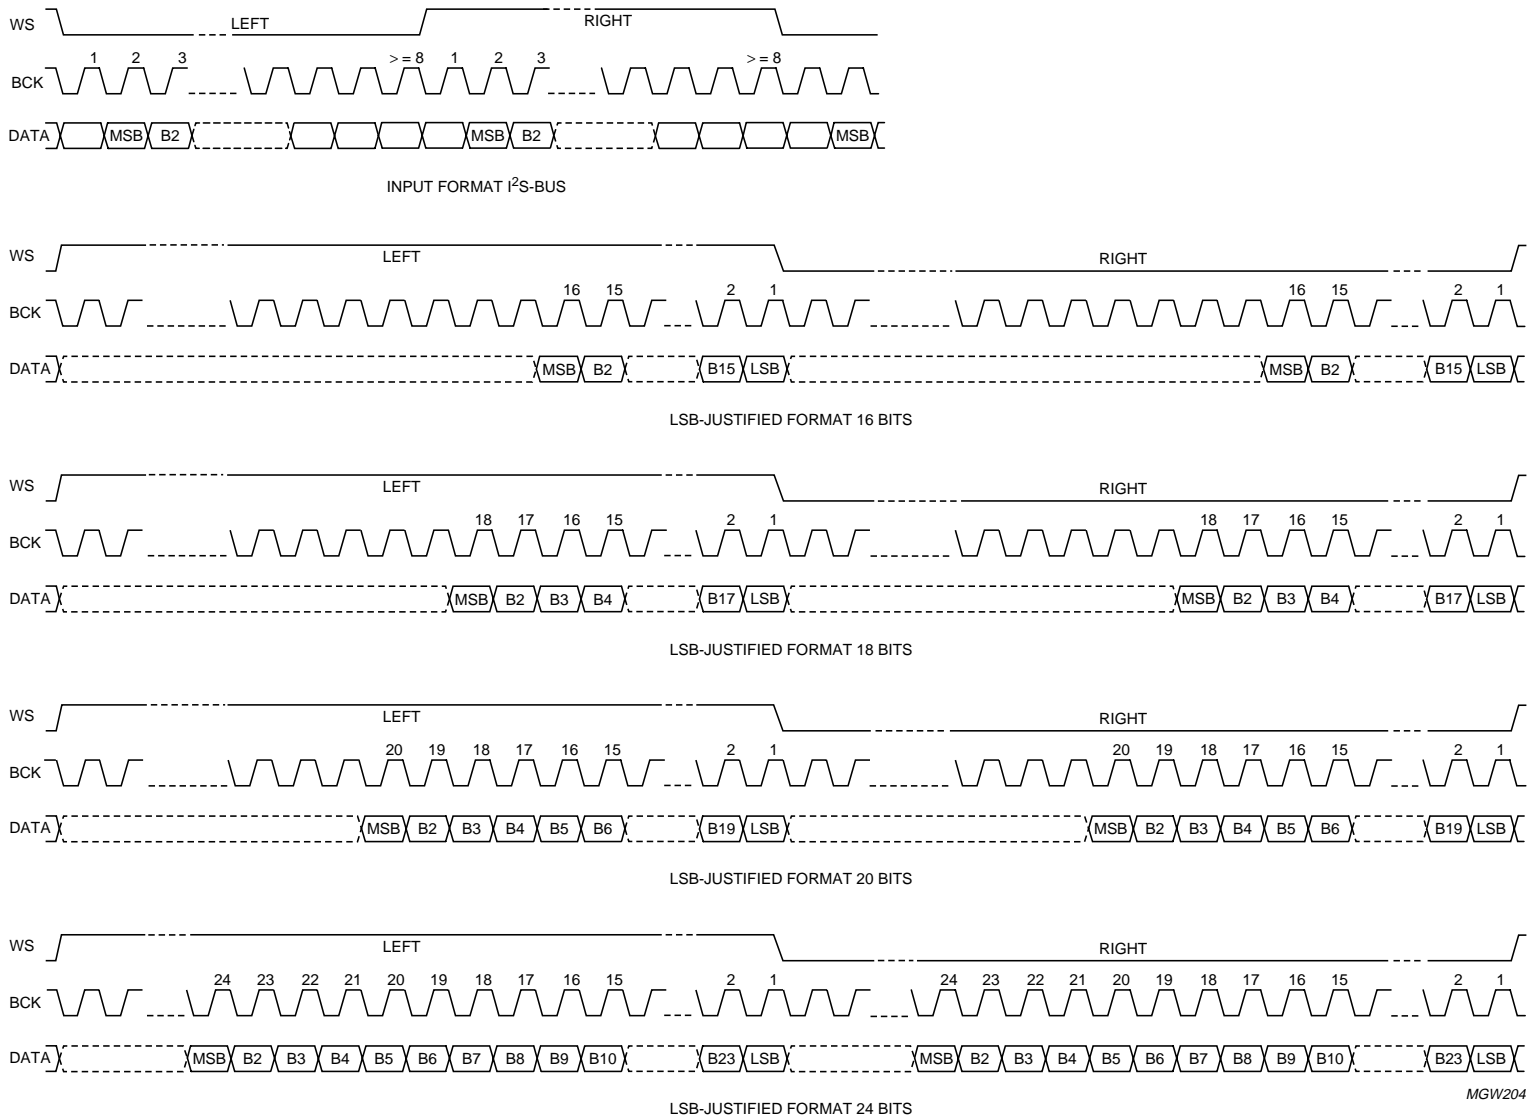 WS LEFT RIGHT
BCK 1 2 3 > = 8 1 2 3 > = 8
DATA MSB B2 MSB B2 MSB
INPUT FORMAT I2S-BUS
WS LEFT RIGHT
BCK 16 15 2 1 16 15 2 1
DATA MSB B2 B15 LSB MSB B2 B15 LSB
LSB-JUSTIFIED FORMAT 16 BITS
WS LEFT RIGHT
BCK 18 17 16 15 2 1 18 17 16 15 2 1
DATA MSB B2 B3 B4 B17 LSB MSB B2 B3 B4 B17 LSB
LSB-JUSTIFIED FORMAT 18 BITS
WS LEFT RIGHT
BCK 20 19 18 17 16 15 2 1 20 19 18 17 16 15 2 1
DATA MSB B2 B3 B4 B5 B6 B19 LSB MSB B2 B3 B4 B5 B6 B19 LSB
LSB-JUSTIFIED FORMAT 20 BITS
WS LEFT RIGHT
BCK 24 23 22 21 20 19 18 17 16 15 2 1 24 23 22 21 20 19 18 17 16 15 2 1
DATA MSB B2 B3 B4 B5 B6 B7 B8 B9 B10 B23 LSB MSB B2 B3 B4 B5 B6 B7 B8 B9 B10 B23 LSB
MGW204
LSB-JUSTIFIED FORMAT 24 BITS